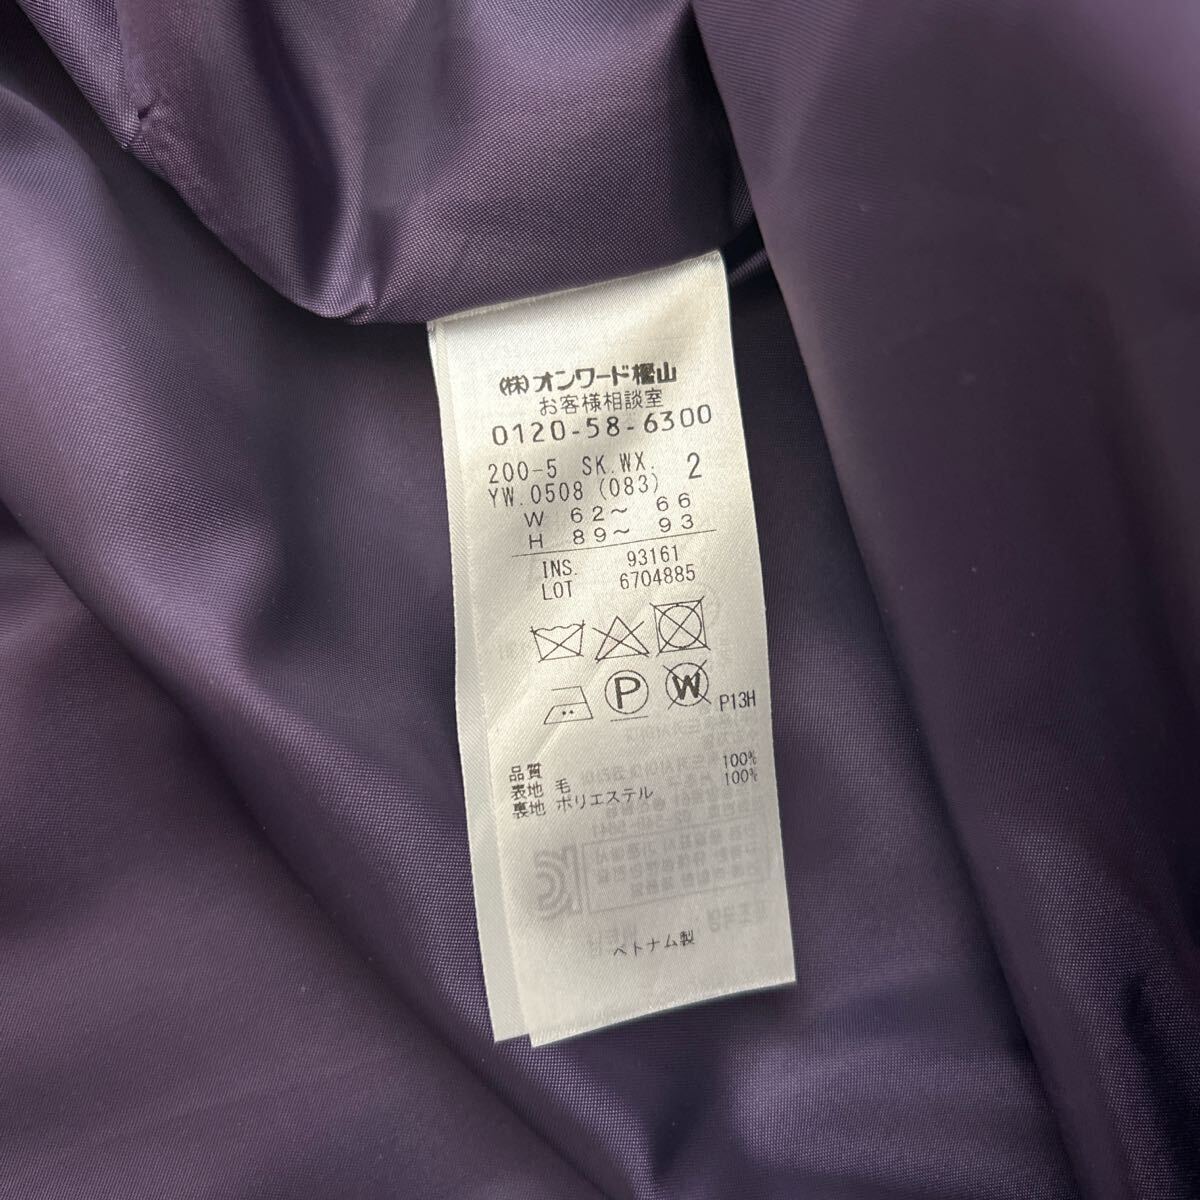 (株)オンワード樫山
お客様相談室
0120-58-6300
200-5 SK.WX. 2
YW.0508 (083)
W 62～ 66
H 89～ 93
INS. 93161
LOT 6704885
P
W
P13H
品質
表地 毛 100%
裏地 ポリエステル 100%
ベトナム製